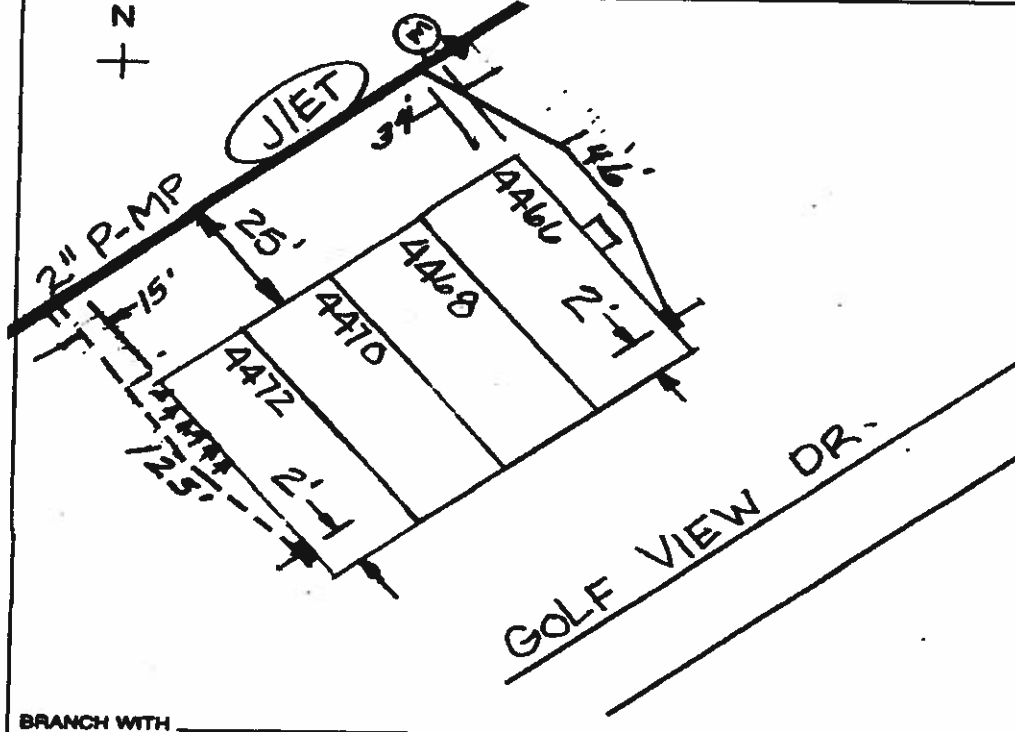 N
E
J/ET
34'
46'
2" P-MP
25'
15'
4466
4468
4470
4472
2'
2'
125'
GOLF VIEW DR.
BRANCH WITH